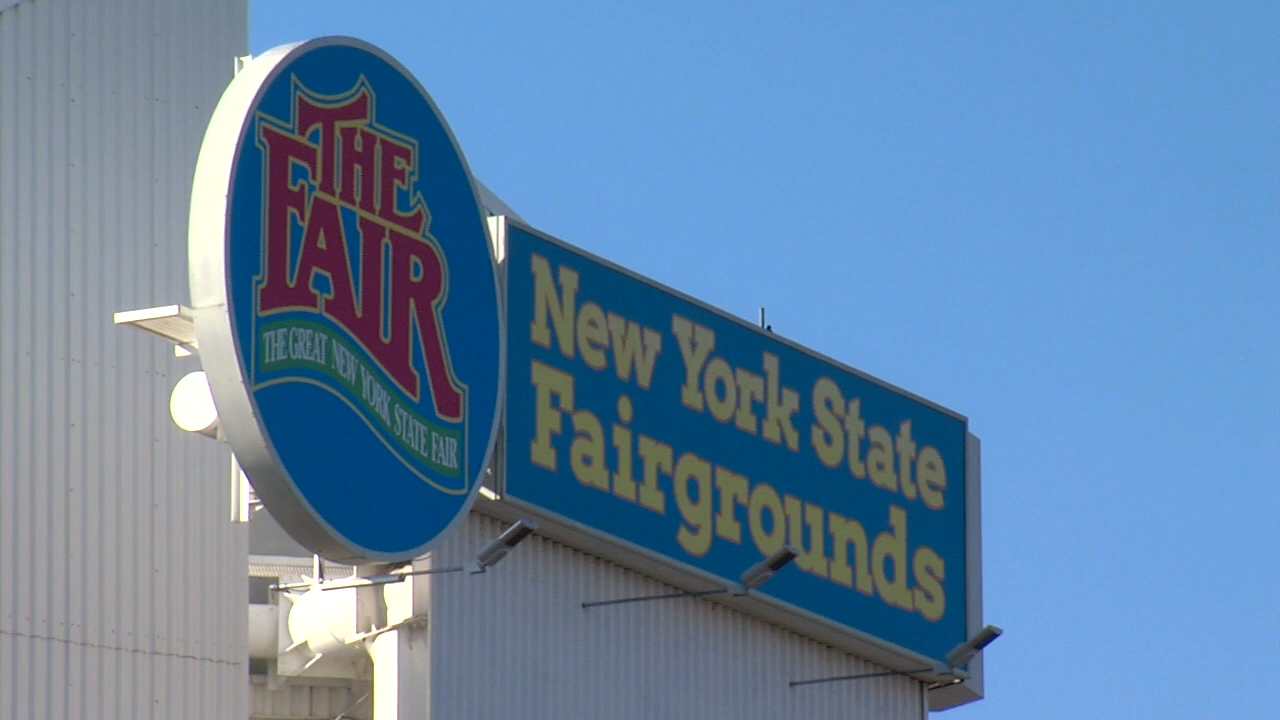 THE
FAIR
THE GREAT NEW YORK STATE FAIR
New York State
Fairgrounds